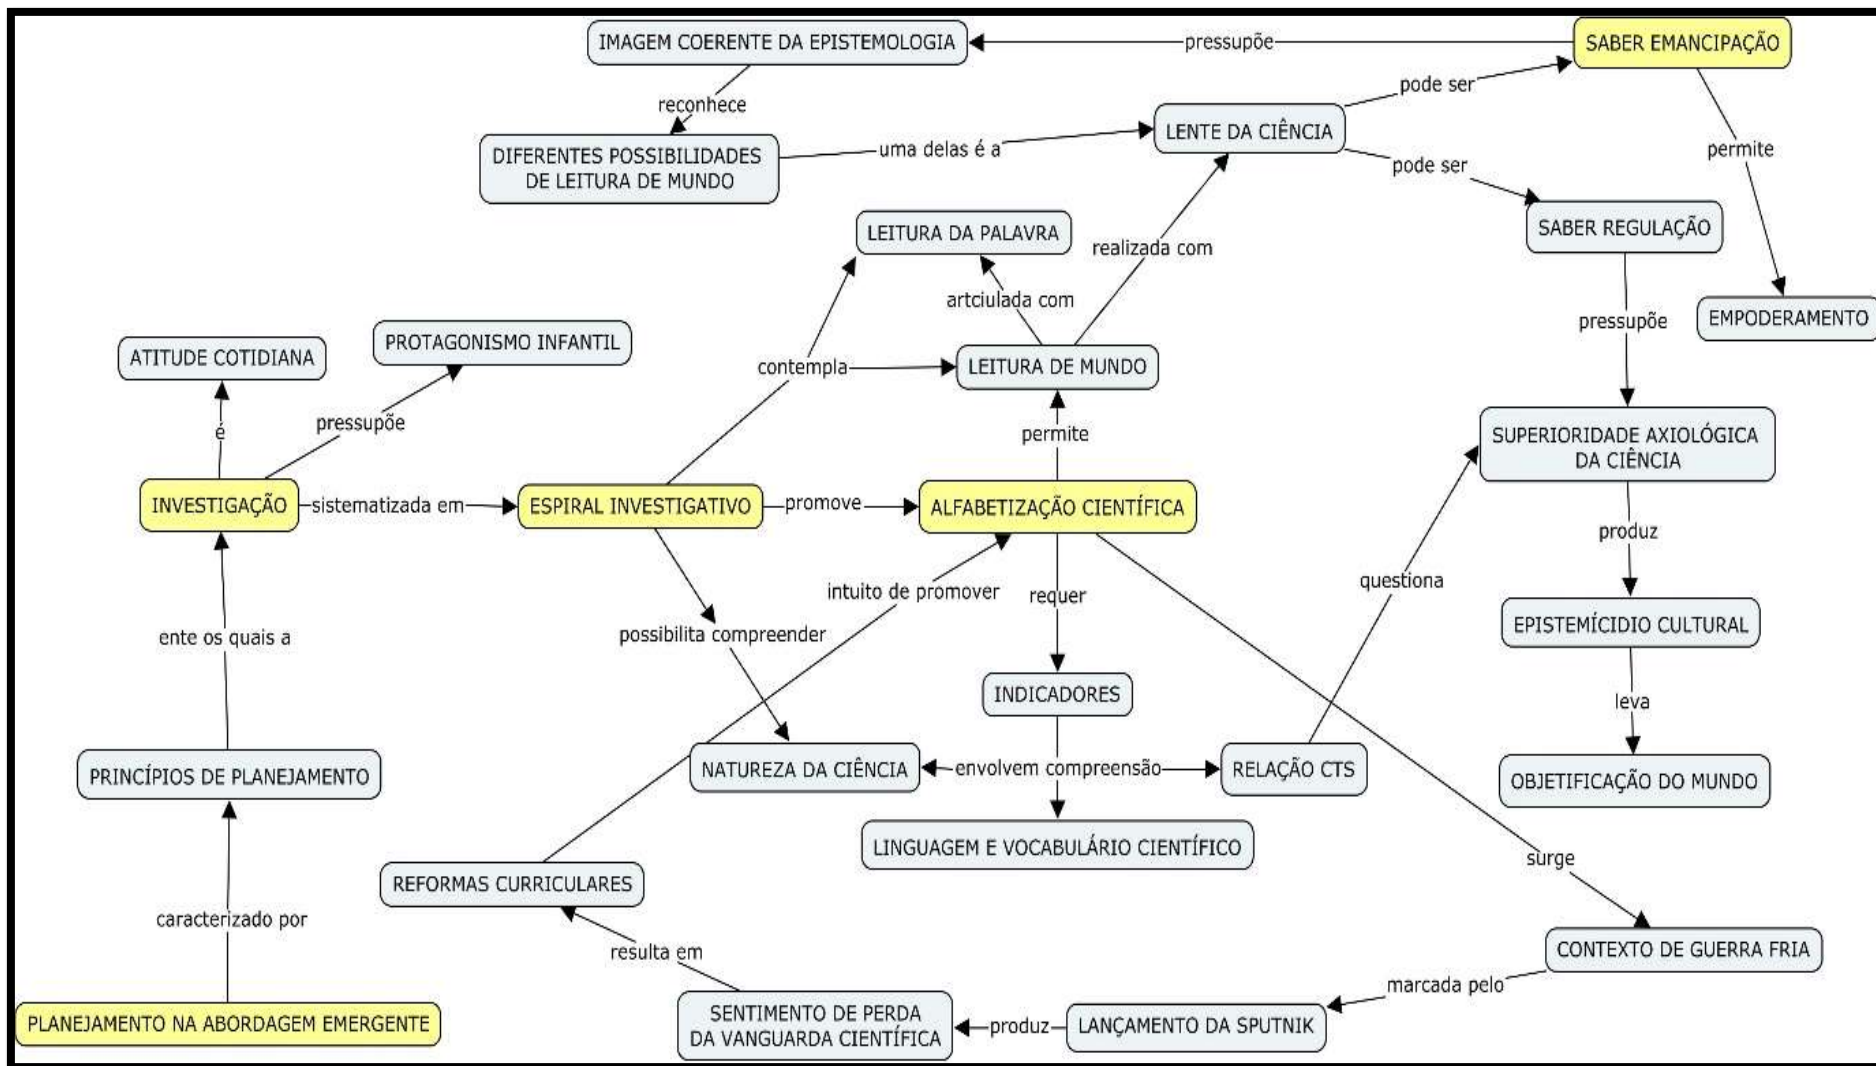 IMAGEM COERENTE DA EPISTEMOLOGIA
pressupõe
SABER EMANCIPAÇÃO
pode ser
reconhece
LENTE DA CIÊNCIA
DIFERENTES POSSIBILIDADES
DE LEITURA DE MUNDO
uma delas é a
permite
pode ser
LEITURA DA PALAVRA
SABER REGULAÇÃO
realizada com
artciulada com
EMPODERAMENTO
pressupõe
PROTAGONISMO INFANTIL
ATITUDE COTIDIANA
contempla
LEITURA DE MUNDO
pressupõe
é
permite
SUPERIORIDADE AXIOLÓGICA
DA CIÊNCIA
INVESTIGAÇÃO
sistematizada em
ESPIRAL INVESTIGATIVO
promove
ALFABETIZAÇÃO CIENTÍFICA
produz
questiona
intuito de promover
requer
EPISTEMÍCIDIO CULTURAL
ente os quais a
possibilita compreender
INDICADORES
leva
PRINCÍPIOS DE PLANEJAMENTO
NATUREZA DA CIÊNCIA
envolvem compreensão
RELAÇÃO CTS
OBJETIFICAÇÃO DO MUNDO
LINGUAGEM E VOCABULÁRIO CIENTÍFICO
surge
REFORMAS CURRICULARES
caracterizado por
resulta em
CONTEXTO DE GUERRA FRIA
marcada pelo
PLANEJAMENTO NA ABORDAGEM EMERGENTE
SENTIMENTO DE PERDA
DA VANGUARDA CIENTÍFICA
produz
LANÇAMENTO DA SPUTNIK